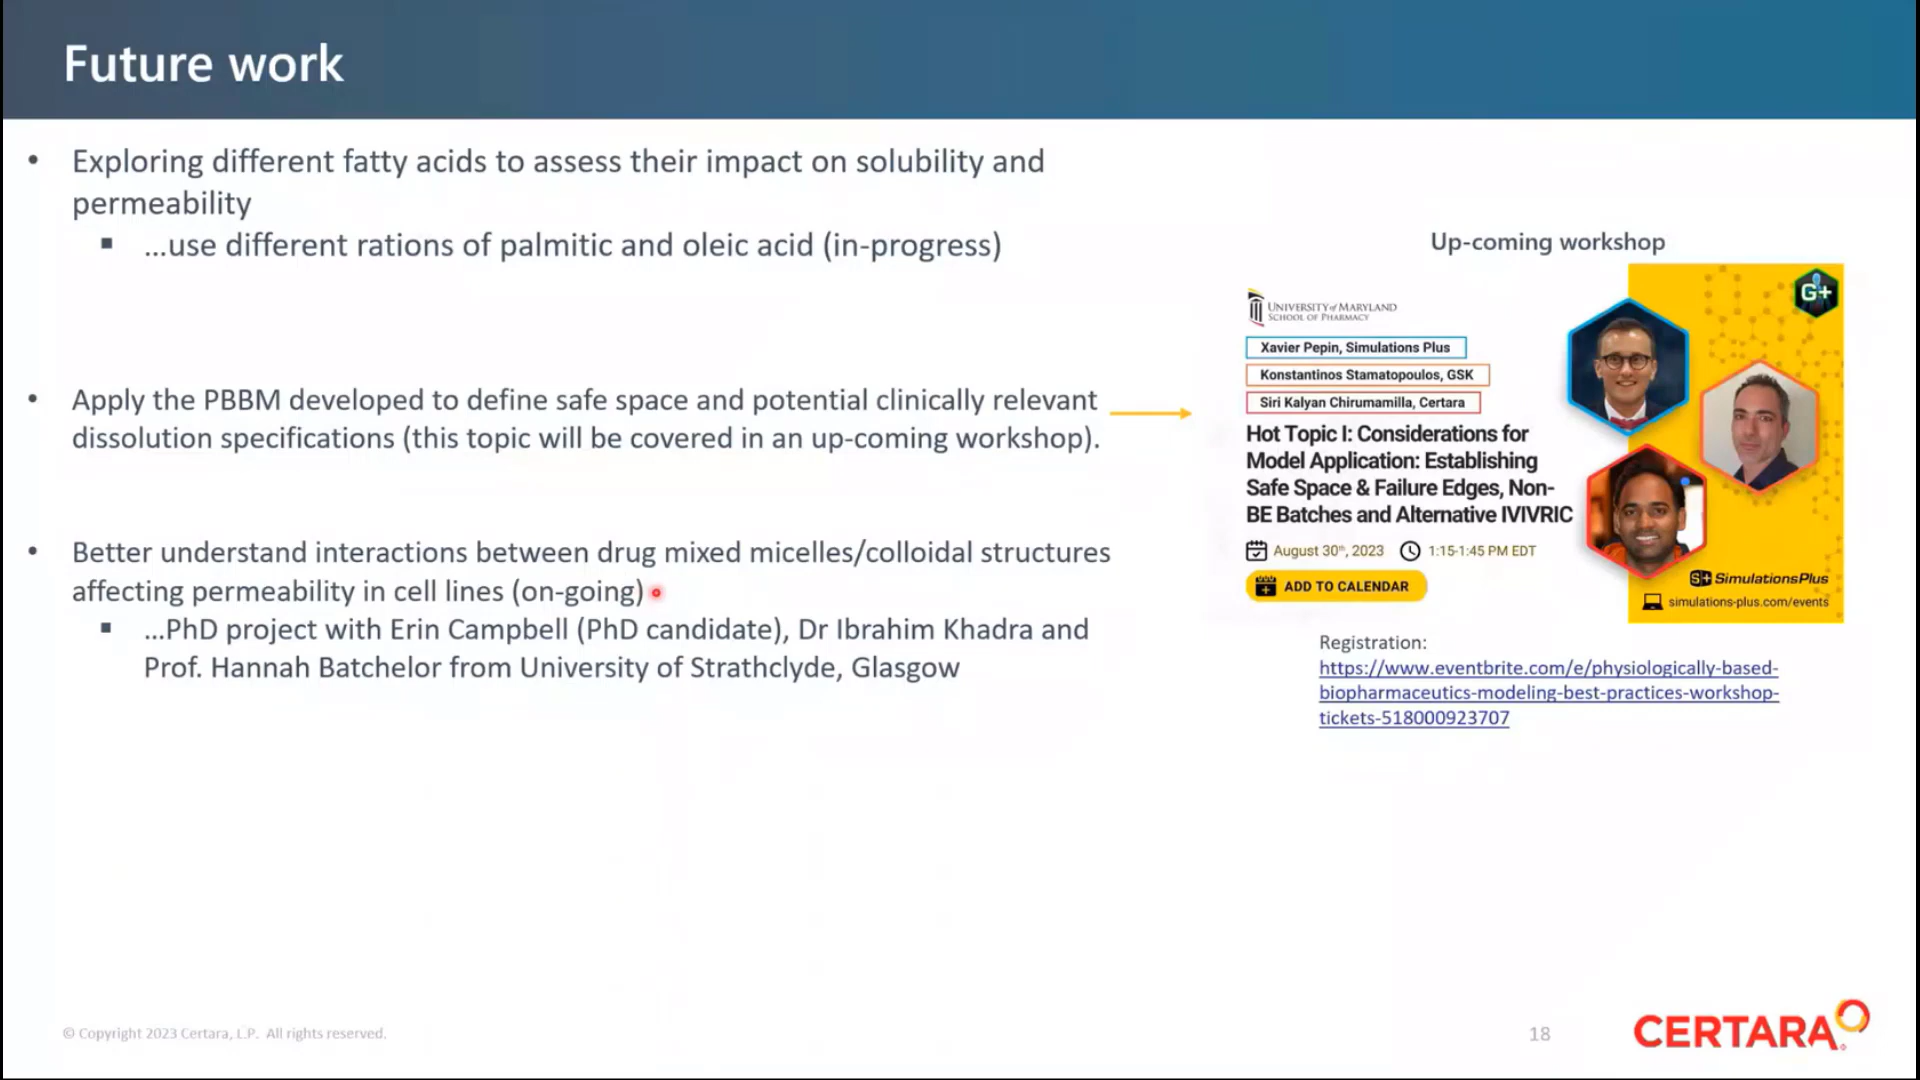 Future work
• Exploring different fatty acids to assess their impact on solubility and
permeability
▪ ...use different rations of palmitic and oleic acid (in-progress)
• Apply the PBBM developed to define safe space and potential clinically relevant
dissolution specifications (this topic will be covered in an up-coming workshop).
• Better understand interactions between drug mixed micelles/colloidal structures
affecting permeability in cell lines (on-going)
▪ ...PhD project with Erin Campbell (PhD candidate), Dr Ibrahim Khadra and
Prof. Hannah Batchelor from University of Strathclyde, Glasgow
Up-coming workshop
G+
UNIVERSITY of MARYLAND
SCHOOL OF PHARMACY
Xavier Pepin, Simulations Plus
Konstantinos Stamatopoulos, GSK
Siri Kalyan Chirumamilla, Certara
Hot Topic I: Considerations for
Model Application: Establishing
Safe Space & Failure Edges, Non-
BE Batches and Alternative IVIVRIC
August 30th, 2023 1:15-1:45 PM EDT
ADD TO CALENDAR
S+ SimulationsPlus
simulations-plus.com/events
Registration:
https://www.eventbrite.com/e/physiologically-based-
biopharmaceutics-modeling-best-practices-workshop-
tickets-518000923707
© Copyright 2023 Certara, L.P. All rights reserved.
18
CERTARA